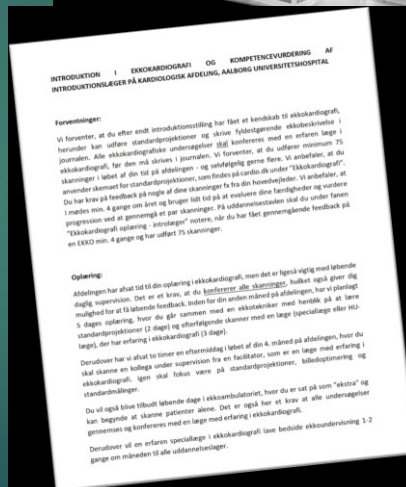 INTRODUKTION I EKKOKARDIOGRAFI OG KOMPETENCEVURDERING AF
INTRODUKTIONSLÆGER PÅ KARDIOLOGISK AFDELING, AALBORG UNIVERSITETSHOSPITAL
Forventninger:
Vi forventer, at du efter endt introduktionsstilling har fået et kendskab til ekkokardiografi,
herunder kan udføre standardprojektioner og skrive fyldestgørende ekkobeskrivelse i
journalen. Alle ekkokardiografiske undersøgelser skal konfereres med en erfaren læge i
ekkokardiografi, før den må skrives i journalen. Vi forventer, at du udfører minimum 75
skanninger i løbet af din tid på afdelingen - og selvfølgelig gerne flere. Vi anbefaler, at du
anvender skemaet for standardprojektioner, som findes på cardio.dk under "Ekkokardiografi".
Du har krav på feedback på nogle af dine skanninger fx fra din hovedvejleder. Vi anbefaler, at
I mødes min. 4 gange om året og bruger lidt tid på at evaluere dine færdigheder og vurdere
progression ved at gennemgå et par skanninger. På uddannelsestavlen skal du under fanen
"Ekkokardiografi oplæring - introlæger" notere, når du har fået gennemgående feedback på
en EKKO min. 4 gange og har udført 75 skanninger.
Oplæring:
Afdelingen har afsat tid til din oplæring i ekkokardiografi, men det er ligeså vigtigt med løbende
daglig supervision. Det er et krav, at du konfererer alle skanninger, hvilket også giver dig
mulighed for at få løbende feedback. Inden for din anden måned på afdelingen, har vi planlagt
5 dages oplæring, hvor du går sammen med en ekkotekniker med henblik på at lære
standardprojektioner (2 dage) og efterfølgende skanner med en læge (speciallæge eller HU-
læge), der har erfaring i ekkokardiografi (3 dage).
Derudover har vi afsat to timer en eftermiddag i løbet af din 4. måned på afdelingen, hvor du
skal skanne en kollega under supervision fra en facilitator, som er en læge med erfaring i
ekkokardiografi. Igen skal fokus være på standardprojektioner, billedoptimering og
standardmålinger.
Du vil også blive tilbudt løbende dage i ekkoambulatoriet, hvor du er sat på som "ekstra" og
kan begynde at skanne patienter alene. Det er også her et krav at alle undersøgelser
gennemses og konfereres med en læge med erfaring i ekkokardiografi.
Derudover vil en erfaren speciallæge i ekkokardiografi lave bedside ekkoundervisning 1-2
gange om måneden til alle uddannelseslæger.